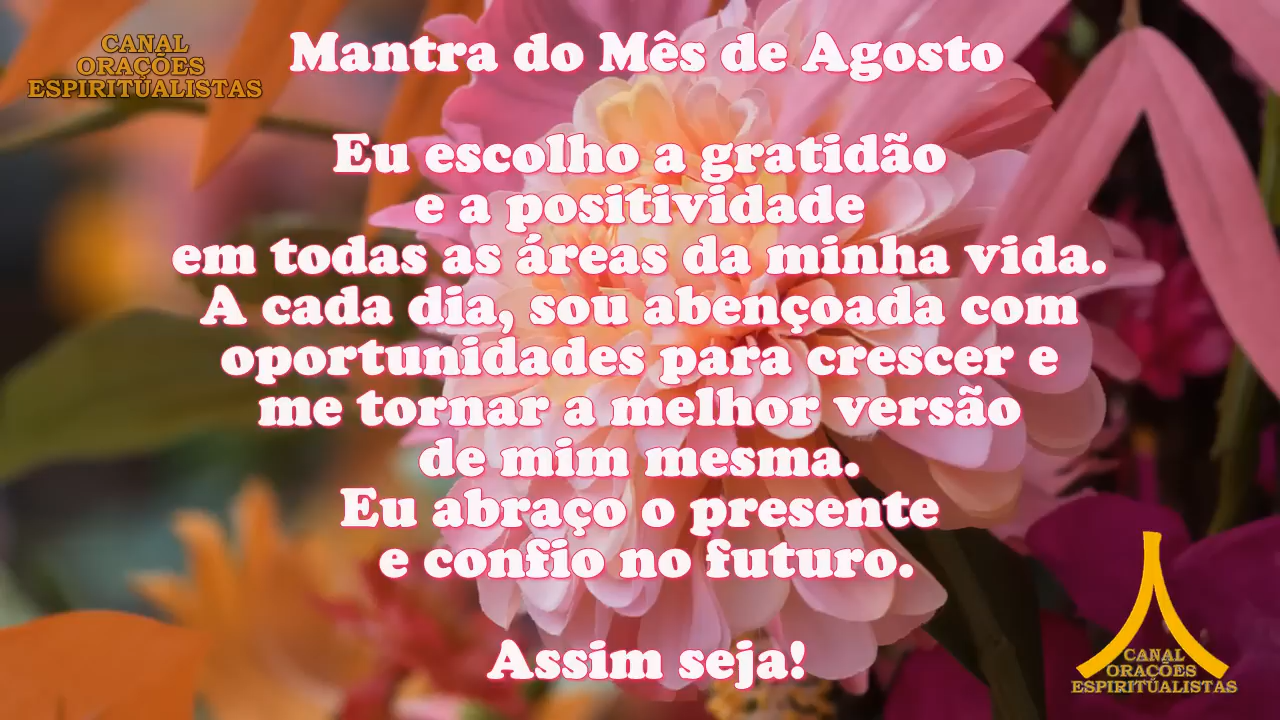 CANAL
ORAÇÕES
ESPIRITUALISTAS
Mantra do Mês de Agosto
Eu escolho a gratidão
e a positividade
em todas as áreas da minha vida.
A cada dia, sou abençoada com
oportunidades para crescer e
me tornar a melhor versão
de mim mesma.
Eu abraço o presente
e confio no futuro.
Assim seja!
CANAL
ORAÇÕES
ESPIRITUALISTAS